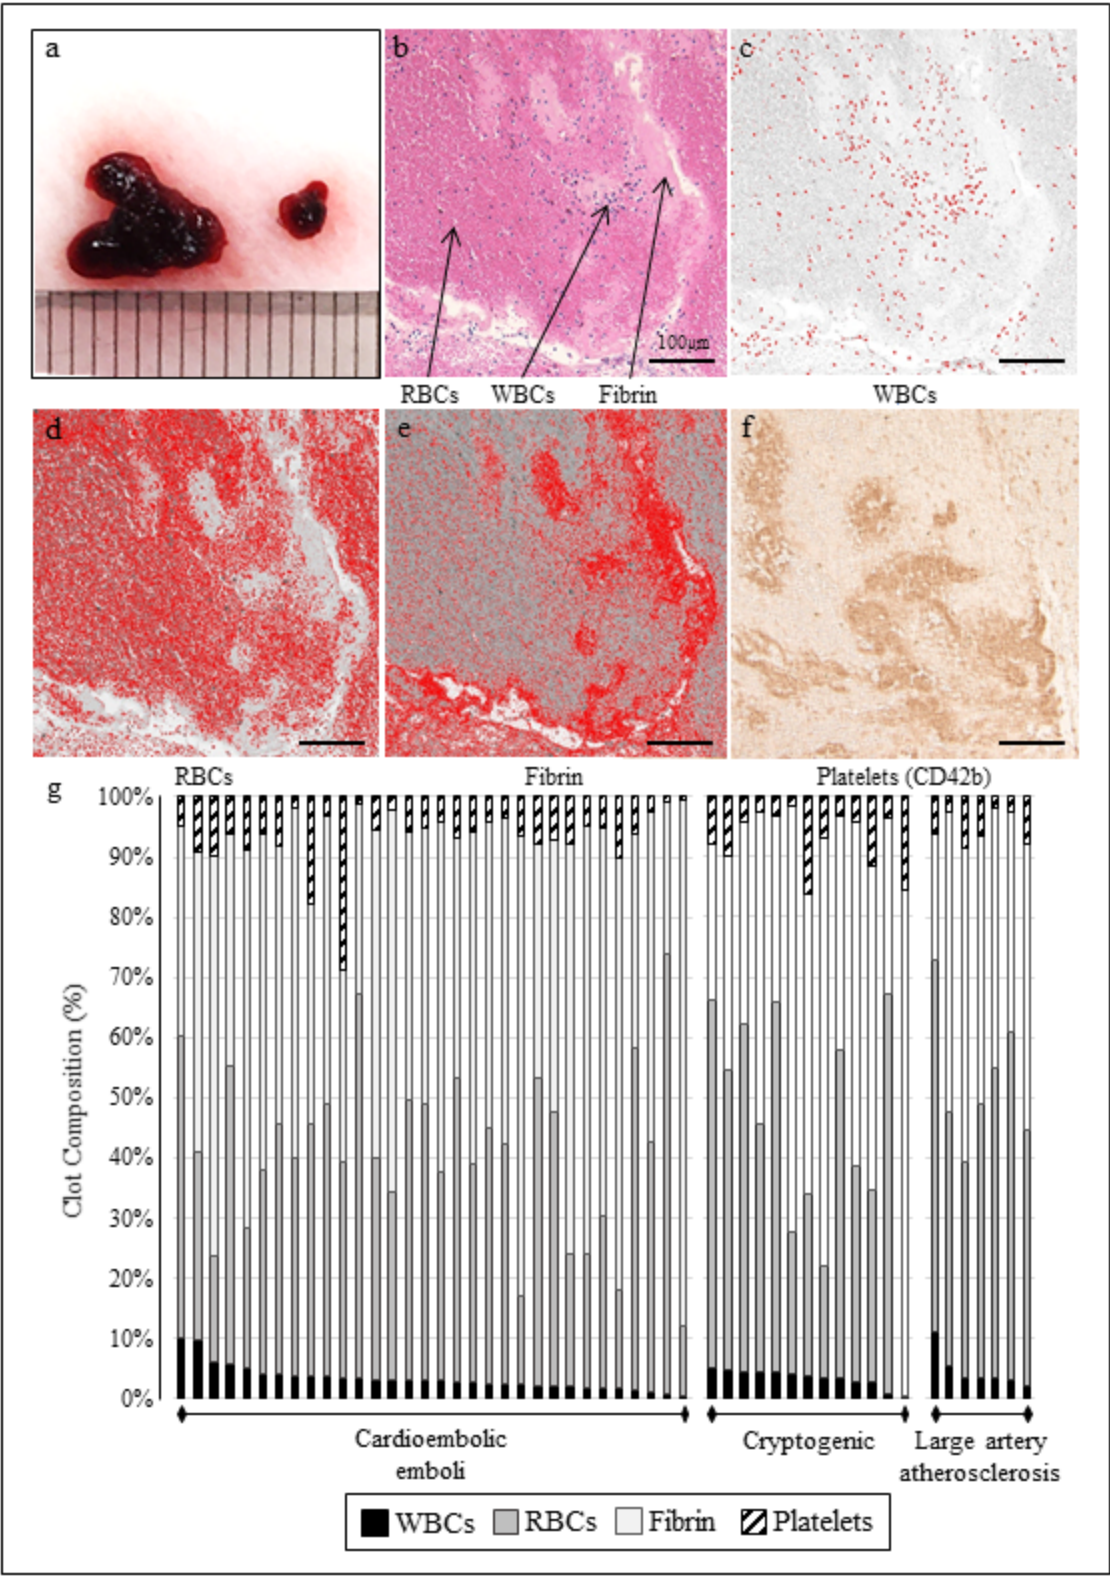 a
b
c
100μm
RBCs WBCs Fibrin
WBCs
d
e
f
RBCs
Fibrin
Platelets (CD42b)
g
100%
90%
80%
70%
60%
50%
40%
30%
20%
10%
0%
Clot Composition (%)
Cardioembolic
emboli
Cryptogenic
Large artery
atherosclerosis
WBCs RBCs Fibrin Platelets